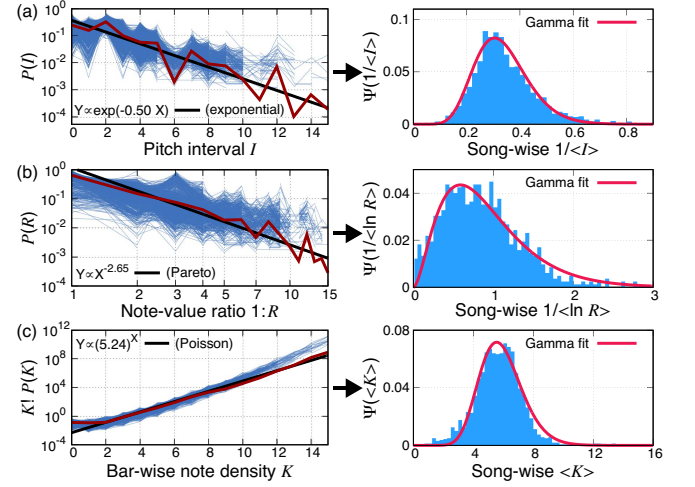 (a)
P(I)
10^0
10^-1
10^-2
10^-3
10^-4
Y∝exp(-0.50 X) (exponential)
0 2 4 6 8 10 12 14
Pitch interval I
Ψ(1/<I>)
0.1
0.05
0
Gamma fit
0 0.2 0.4 0.6 0.8
Song-wise 1/<I>
(b)
P(R)
10^0
10^-1
10^-2
10^-3
10^-4
Y∝X^-2.65 (Pareto)
1 2 3 4 5 7 10 15
Note-value ratio 1:R
Ψ(1/<ln R>)
0.04
0.02
0
Gamma fit
0 1 2 3
Song-wise 1/<ln R>
(c)
K! P(K)
10^12
10^8
10^4
10^0
10^-4
Y∝(5.24)^X (Poisson)
0 2 4 6 8 10 12 14
Bar-wise note density K
Ψ(<K>)
0.08
0.04
0
Gamma fit
0 4 8 12 16
Song-wise <K>